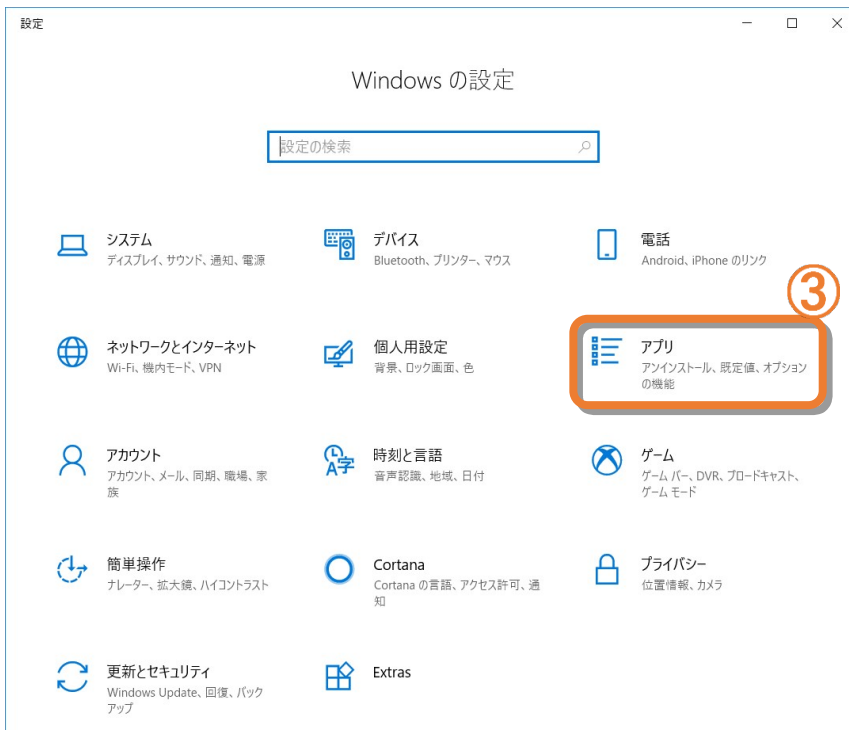 設定
Windows の設定
設定の検索
システム
ディスプレイ、サウンド、通知、電源
デバイス
Bluetooth、プリンター、マウス
電話
Android、iPhone のリンク
③
ネットワークとインターネット
Wi-Fi、機内モード、VPN
個人用設定
背景、ロック画面、色
アプリ
アンインストール、既定値、オプション
の機能
アカウント
アカウント、メール、同期、職場、家
族
時刻と言語
音声認識、地域、日付
ゲーム
ゲーム バー、DVR、ブロードキャスト、
ゲーム モード
簡単操作
ナレーター、拡大鏡、ハイコントラスト
Cortana
Cortana の言語、アクセス許可、通
知
プライバシー
位置情報、カメラ
更新とセキュリティ
Windows Update、回復、バック
アップ
Extras